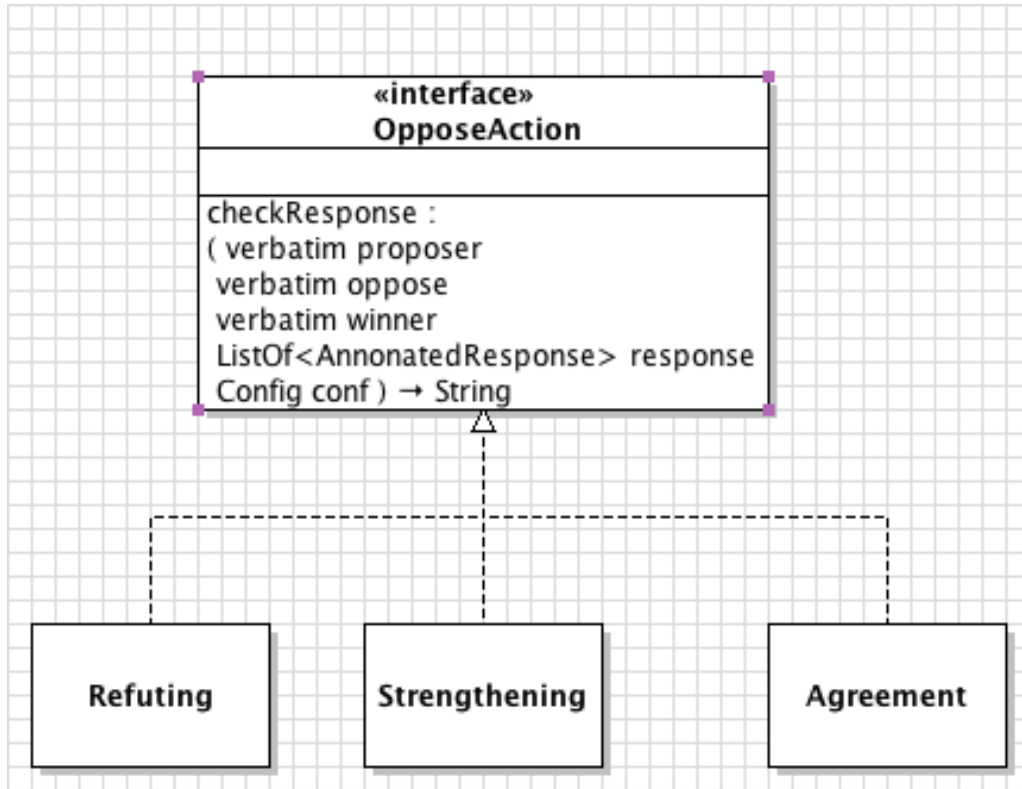 «interface»
OpposeAction
checkResponse :
( verbatim proposer
verbatim oppose
verbatim winner
ListOf<AnnonatedResponse> response
Config conf ) → String
Refuting
Strengthening
Agreement